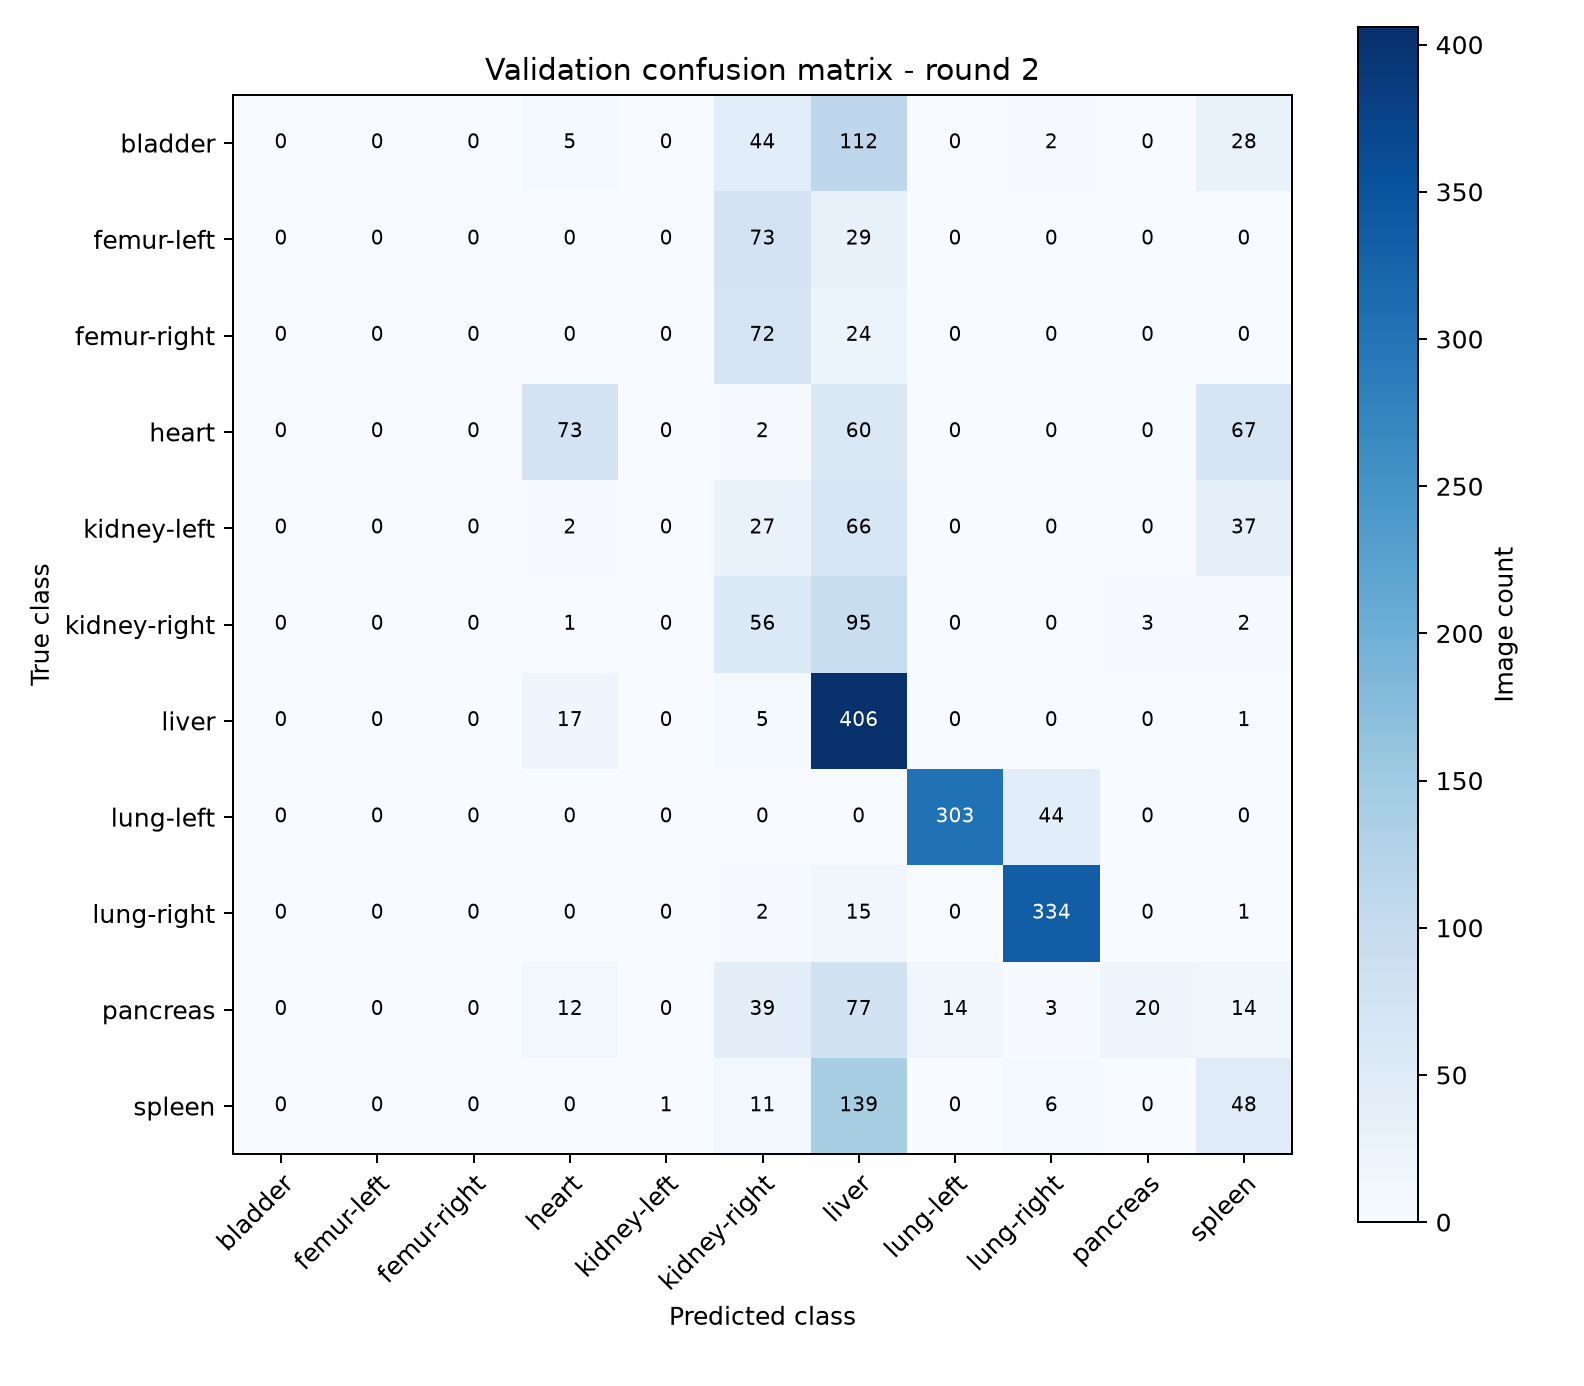 Validation confusion matrix - round 2
bladder 0 0 0 5 0 44 112 0 2 0 28
femur-left 0 0 0 0 0 73 29 0 0 0 0
femur-right 0 0 0 0 0 72 24 0 0 0 0
heart 0 0 0 73 0 2 60 0 0 0 67
kidney-left 0 0 0 2 0 27 66 0 0 0 37
kidney-right 0 0 0 1 0 56 95 0 0 3 2
liver 0 0 0 17 0 5 406 0 0 0 1
lung-left 0 0 0 0 0 0 0 303 44 0 0
lung-right 0 0 0 0 0 2 15 0 334 0 1
pancreas 0 0 0 12 0 39 77 14 3 20 14
spleen 0 0 0 0 1 11 139 0 6 0 48
bladder femur-left femur-right heart kidney-left kidney-right liver lung-left lung-right pancreas spleen
Predicted class
True class
400
350
300
250
200
150
100
50
0
Image count